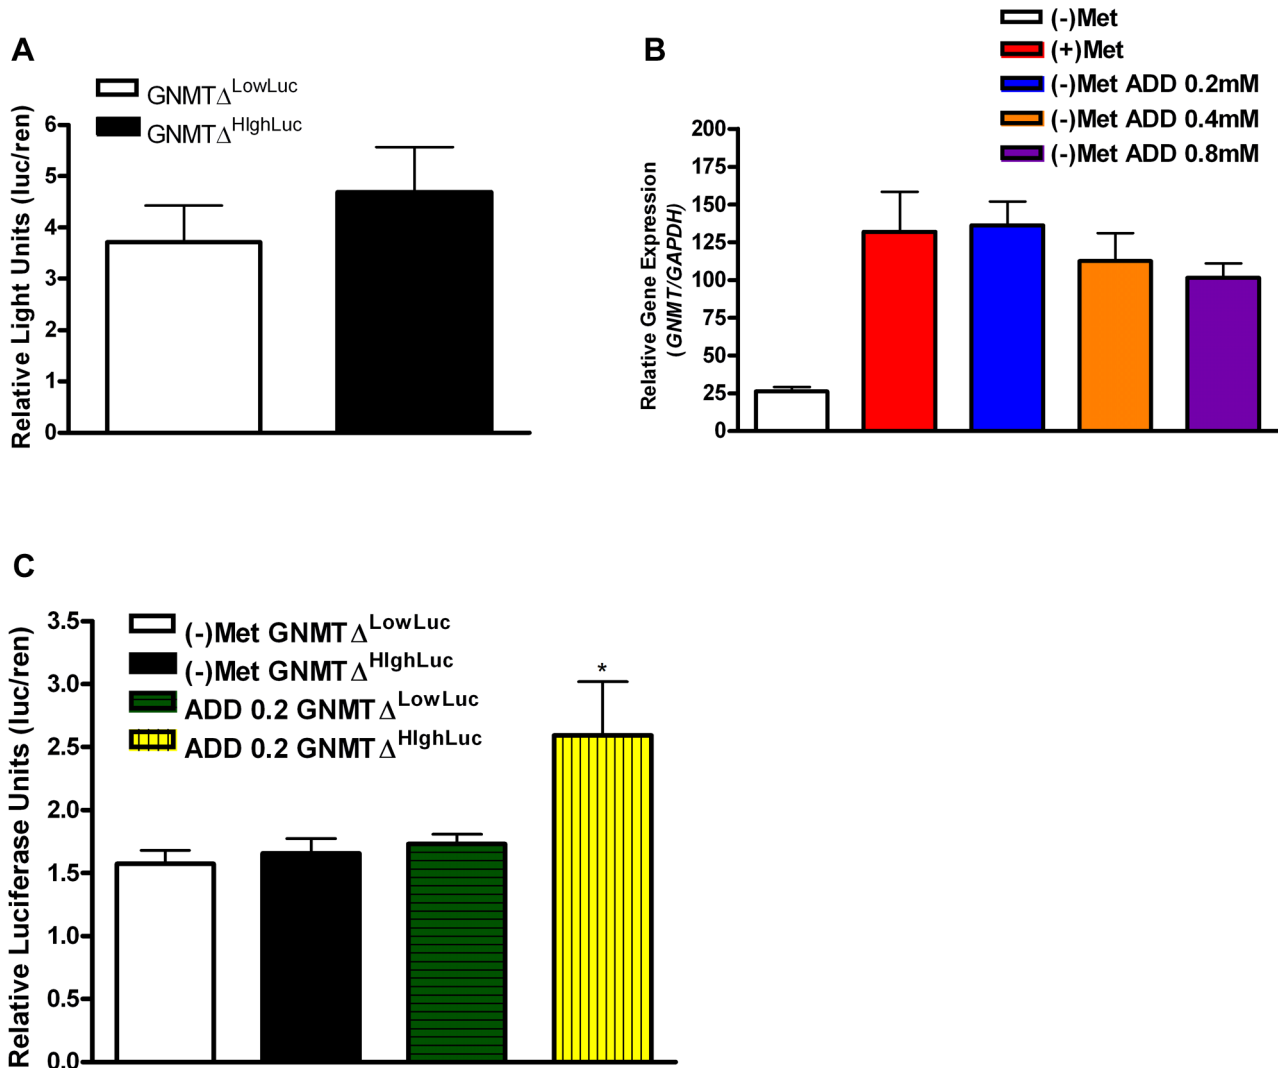 A
GNMTΔLowLuc
GNMTΔHIghLuc
Relative Light Units (luc/ren)
6
5
4
3
2
1
0
B
(-)Met
(+)Met
(-)Met ADD 0.2mM
(-)Met ADD 0.4mM
(-)Met ADD 0.8mM
Relative Gene Expression
(GNMT/GAPDH)
200
175
150
125
100
75
50
25
0
C
(-)Met GNMTΔLowLuc
(-)Met GNMTΔHIghLuc
ADD 0.2 GNMTΔLowLuc
ADD 0.2 GNMTΔHIghLuc
Relative Luciferase Units (luc/ren)
3.5
3.0
2.5
2.0
1.5
1.0
0.5
0.0
*